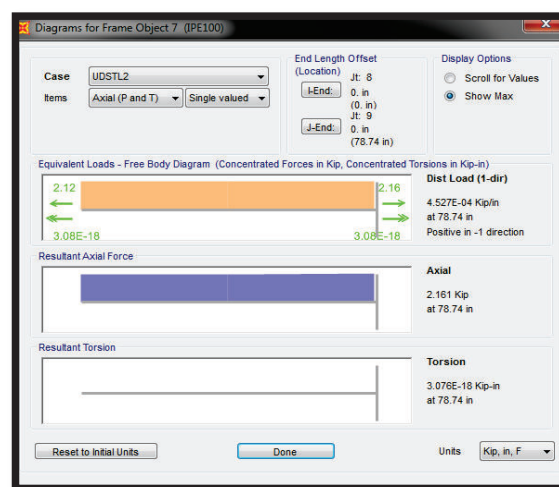 Diagrams for Frame Object 7 (IPE100)
X
Case UDSTL2
Items Axial (P and T) Single valued
End Length Offset
(Location)
Jt: 8
I-End: 0. in
(0. in)
Jt: 9
J-End: 0. in
(78.74 in)
Display Options
Scroll for Values
Show Max
Equivalent Loads - Free Body Diagram (Concentrated Forces in Kip, Concentrated Torsions in Kip-in)
2.12 2.16
3.08E-18 3.08E-18
Dist Load (1-dir)
4.527E-04 Kip/in
at 78.74 in
Positive in -1 direction
Resultant Axial Force
Axial
2.161 Kip
at 78.74 in
Resultant Torsion
Torsion
3.076E-18 Kip-in
at 78.74 in
Reset to Initial Units Done Units Kip, in, F